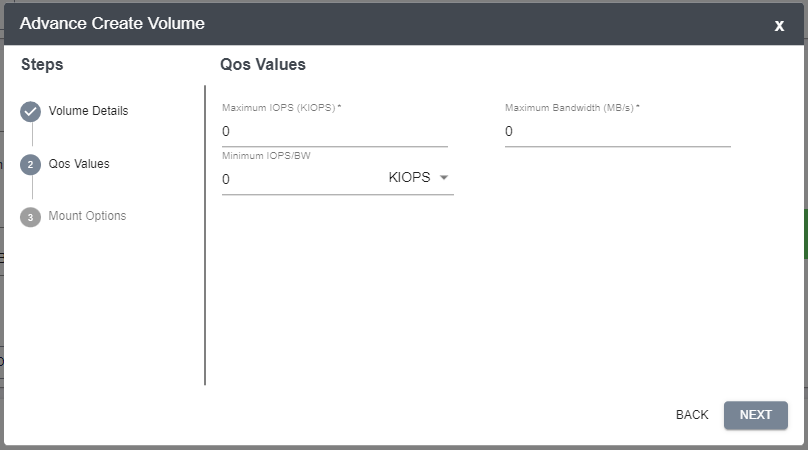 Advance Create Volume
x
Steps
Volume Details
2 Qos Values
3 Mount Options
Qos Values
Maximum IOPS (KIOPS) *
0
Maximum Bandwidth (MB/s) *
0
Minimum IOPS/BW
0 KIOPS
BACK NEXT